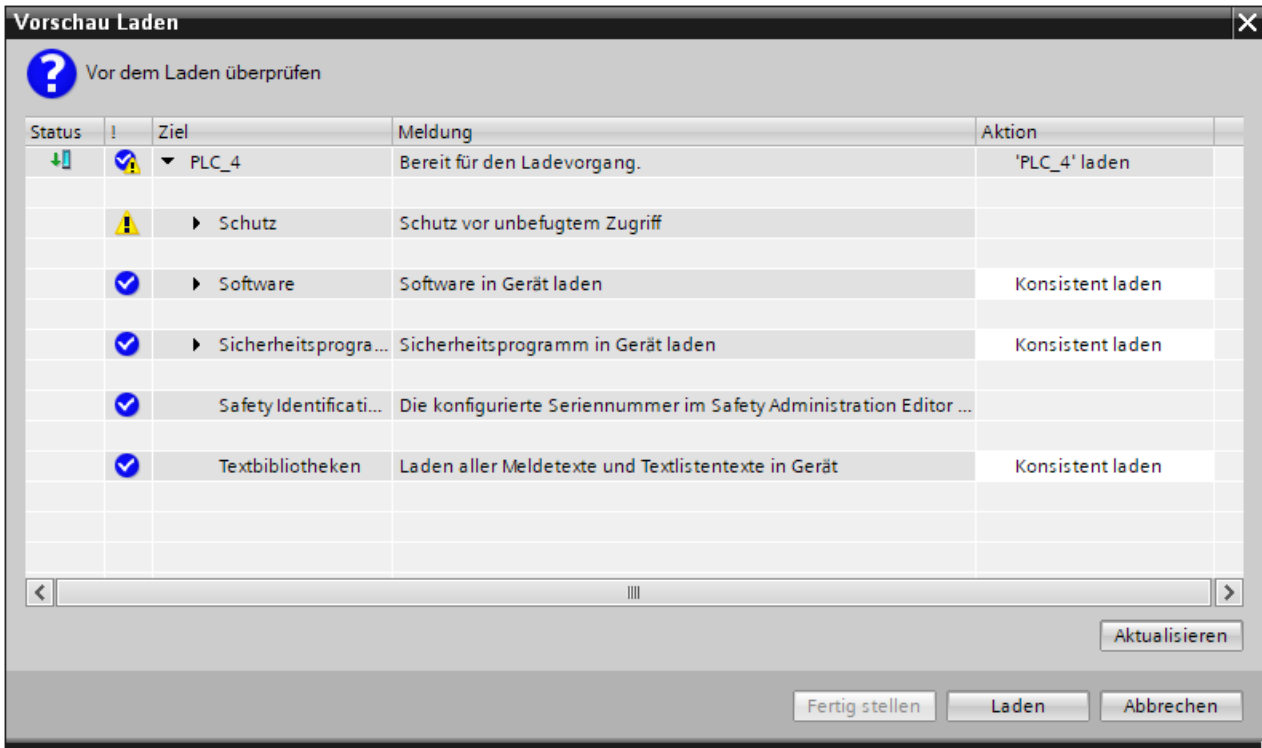 Vorschau Laden
Vor dem Laden überprüfen
Status ! Ziel Meldung Aktion
PLC_4 Bereit für den Ladevorgang. 'PLC_4' laden
Schutz Schutz vor unbefugtem Zugriff
Software Software in Gerät laden Konsistent laden
Sicherheitsprogra... Sicherheitsprogramm in Gerät laden Konsistent laden
Safety Identificati... Die konfigurierte Seriennummer im Safety Administration Editor ...
Textbibliotheken Laden aller Meldetexte und Textlistentexte in Gerät Konsistent laden
Aktualisieren
Fertig stellen Laden Abbrechen